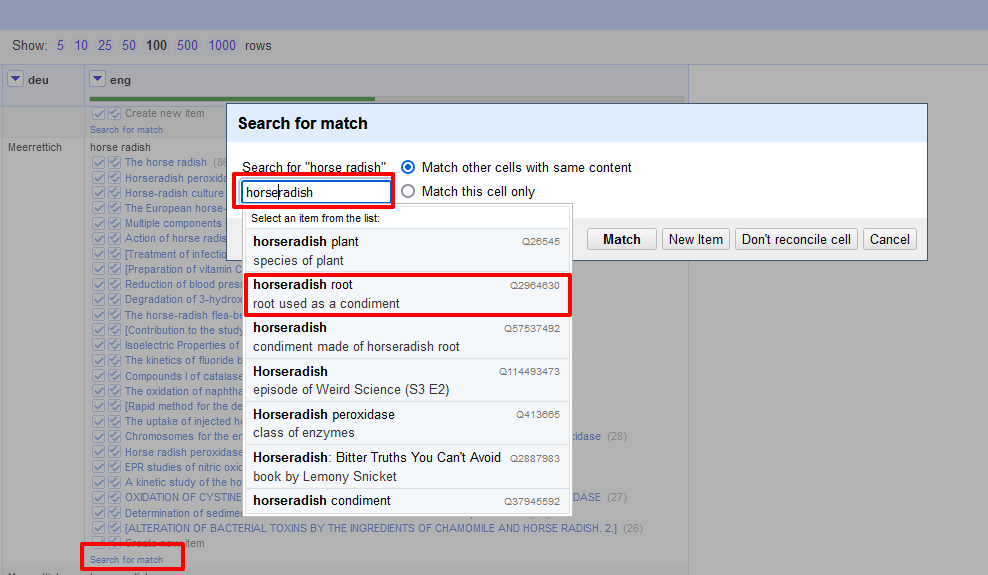 Show: 5 10 25 50 100 500 1000 rows
deu eng
Create new item
Search for match
Meerrettich horse radish
The horse radish (86
Horseradish peroxida
Horse-radish culture
The European horse-
Multiple components
Action of horse radis
[Treatment of infectio
[Preparation of vitamin C
Reduction of blood press
Degradation of 3-hydrox
The horse-radish flea-be
[Contribution to the study
Isoelectric Properties of
The kinetics of fluoride b
Compounds I of catalase
The oxidation of naphtha
[Rapid method for the de
The uptake of injected h
Chromosomes for the en xidase (28)
Horse radish peroxidase
EPR studies of nitric oxid
A kinetic study of the ho
OXIDATION OF CYSTINE DASE (27)
Determination of sedimen
[ALTERATION OF BACTERIAL TOXINS BY THE INGREDIENTS OF CHAMOMILE AND HORSE RADISH. 2.] (26)
Create new item
Search for match
Search for match
Search for "horse radish" Match other cells with same content
horseradish Match this cell only
Match New Item Don't reconcile cell Cancel
Select an item from the list:
horseradish plant Q26545
species of plant
horseradish root Q2964630
root used as a condiment
horseradish Q57537492
condiment made of horseradish root
Horseradish Q114493473
episode of Weird Science (S3 E2)
Horseradish peroxidase Q413665
class of enzymes
Horseradish: Bitter Truths You Can't Avoid Q2887983
book by Lemony Snicket
horseradish condiment Q37945592